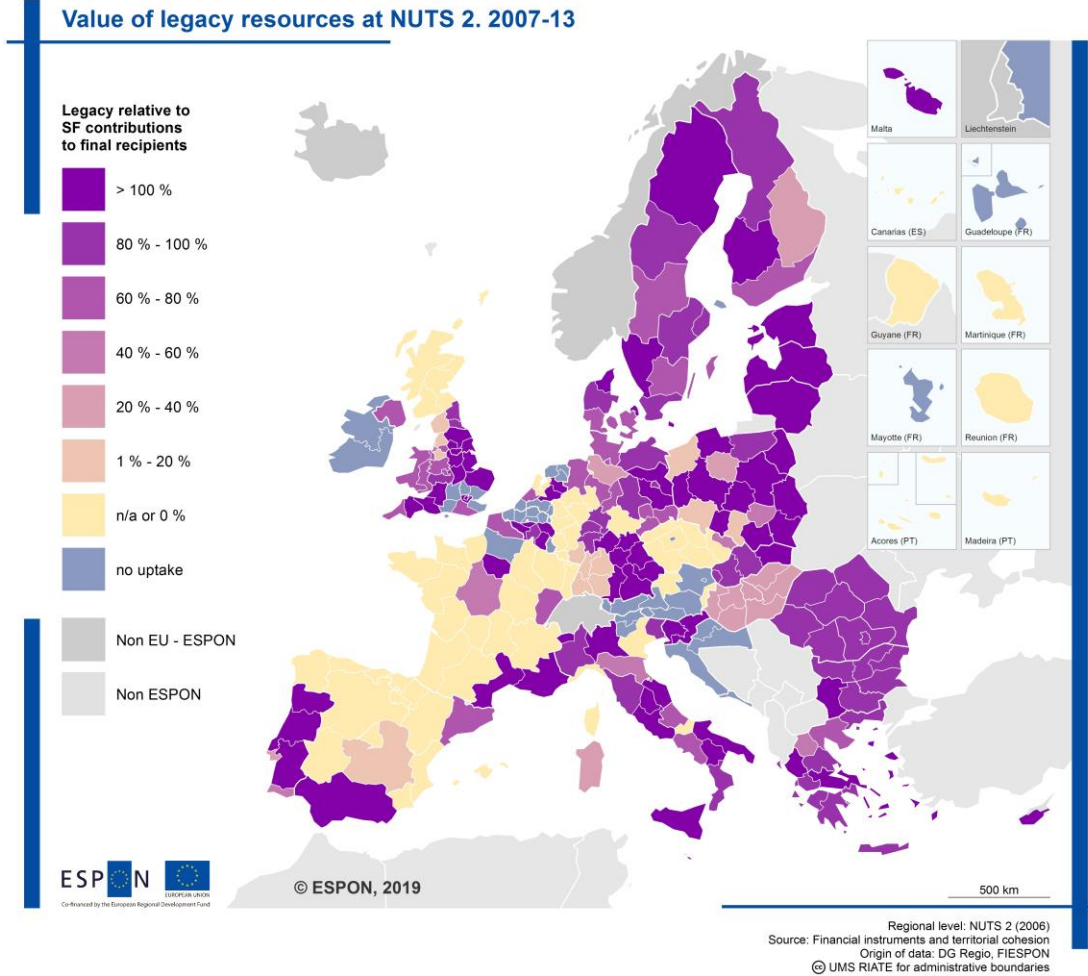 Value of legacy resources at NUTS 2. 2007-13
Legacy relative to
SF contributions
to final recipients
> 100 %
80 % - 100 %
60 % - 80 %
40 % - 60 %
20 % - 40 %
1 % - 20 %
n/a or 0 %
no uptake
Non EU - ESPON
Non ESPON
Malta
Liechtenstein
Canarias (ES)
Guadeloupe (FR)
Guyane (FR)
Martinique (FR)
Mayotte (FR)
Reunion (FR)
Acores (PT)
Madeira (PT)
ESPON
EUROPEAN UNION
Co-financed by the European Regional Development Fund
© ESPON, 2019
500 km
Regional level: NUTS 2 (2006)
Source: Financial instruments and territorial cohesion
Origin of data: DG Regio, FIESPON
© UMS RIATE for administrative boundaries